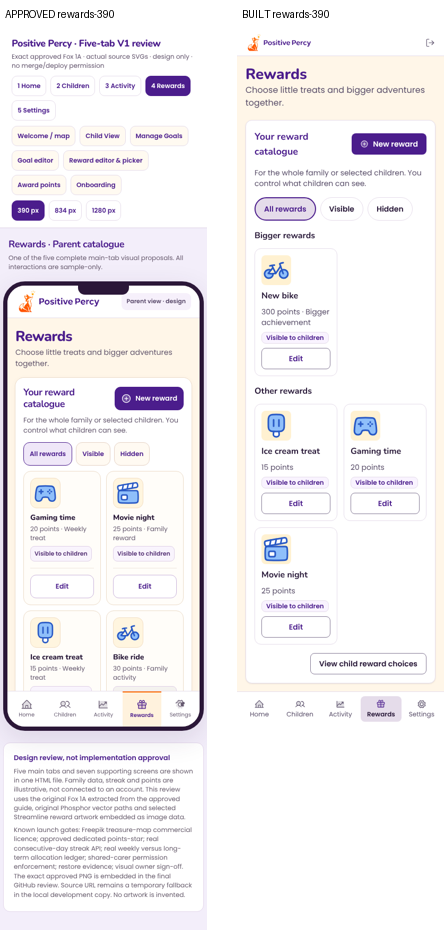 APPROVED rewards-390
Positive Percy · Five-tab V1 review
Exact approved Fox 1A · actual source SVGs · design only ·
no merge/deploy permission
1 Home
2 Children
3 Activity
4 Rewards
5 Settings
Welcome / map
Child View
Manage Goals
Goal editor
Reward editor & picker
Award points
Onboarding
390 px
834 px
1280 px
Rewards · Parent catalogue
One of the five complete main-tab visual proposals. All
interactions are sample-only.
Positive Percy
Parent view · design
Rewards
Choose little treats and bigger adventures
together.
Your reward
catalogue
New reward
For the whole family or selected children. You
control what children can see.
All rewards
Visible
Hidden
Gaming time
20 points · Weekly
treat
Visible to children
Edit
Movie night
25 points · Family
reward
Visible to children
Edit
Ice cream treat
15 points · Weekly
treat
Bike ride
30 points · Family
activity
Home
Children
Activity
Rewards
Settings
Design review, not implementation approval
Five main tabs and seven supporting screens are shown
in one HTML file. Family data, streak and points are
illustrative, not connected to an account. This review
uses the original Fox 1A extracted from the approved
guide, original Phosphor vector paths and selected
Streamline reward artwork embedded as image data.
Known launch gates: Freepik treasure-map commercial
licence; approved dedicated points-star; real
consecutive-day streak API; real weekly versus long-
term allocation ledger; shared-carer permission
enforcement; restore evidence; visual owner sign-off.
The exact approved PNG is embedded in the final
GitHub review. Source URL remains a temporary fallback
in the local development copy. No artwork is invented.
BUILT rewards-390
Positive Percy
Rewards
Choose little treats and bigger adventures
together.
Your reward
catalogue
New reward
For the whole family or selected children. You
control what children can see.
All rewards
Visible
Hidden
Bigger rewards
New bike
300 points · Bigger
achievement
Visible to children
Edit
Other rewards
Ice cream treat
15 points
Visible to children
Edit
Gaming time
20 points
Visible to children
Edit
Movie night
25 points
Visible to children
Edit
View child reward choices
Home
Children
Activity
Rewards
Settings